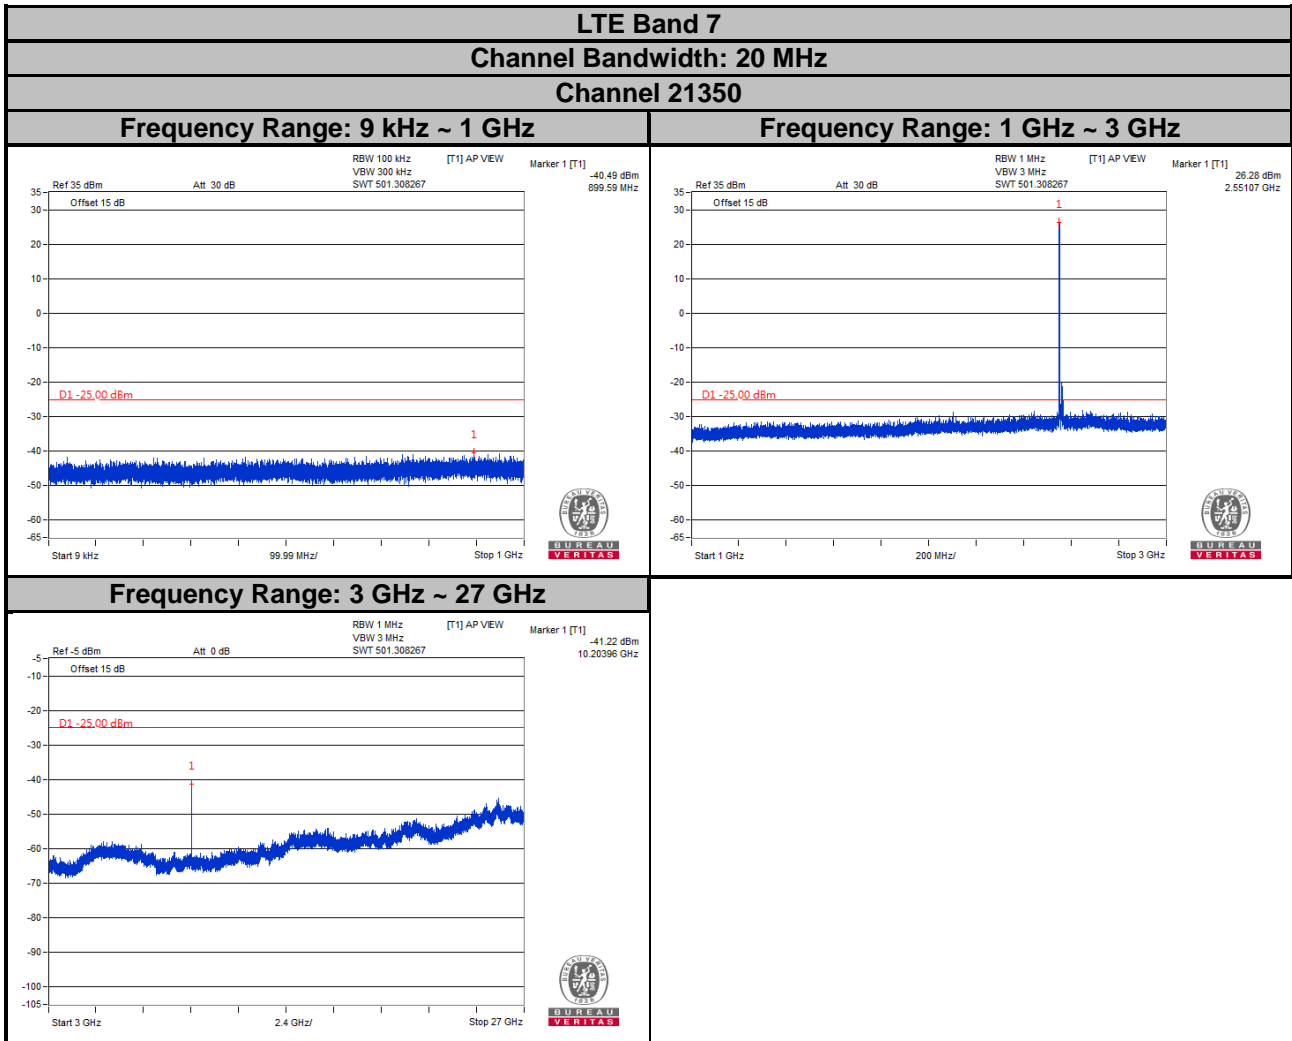 LTE Band 7
Channel Bandwidth: 20 MHz
Channel 21350
Frequency Range: 9 kHz ~ 1 GHz
RBW 100 kHz
[T1] AP VIEW
Marker 1 [T1]
VBW 300 kHz
-40.49 dBm
Ref 35 dBm
Att 30 dB
SWT 501.308267
899.59 MHz
Offset 15 dB
35
30
20
10
0
-10
-20
D1 -25.00 dBm
-30
1
-40
-50
-60
-65
Start 9 kHz
99.99 MHz/
Stop 1 GHz
BUREAU VERITAS
1828
BUREAU
VERITAS
Frequency Range: 1 GHz ~ 3 GHz
RBW 1 MHz
[T1] AP VIEW
Marker 1 [T1]
VBW 3 MHz
26.28 dBm
Ref 35 dBm
Att 30 dB
SWT 501.308267
2.55107 GHz
Offset 15 dB
1
35
30
20
10
0
-10
-20
D1 -25.00 dBm
-30
-40
-50
-60
-65
Start 1 GHz
200 MHz/
Stop 3 GHz
BUREAU VERITAS
1828
BUREAU
VERITAS
Frequency Range: 3 GHz ~ 27 GHz
RBW 1 MHz
[T1] AP VIEW
Marker 1 [T1]
VBW 3 MHz
-41.22 dBm
Ref -5 dBm
Att 0 dB
SWT 501.308267
10.20396 GHz
Offset 15 dB
-5
-10
-20
D1 -25.00 dBm
-30
1
-40
-50
-60
-70
-80
-90
-100
-105
Start 3 GHz
2.4 GHz/
Stop 27 GHz
BUREAU VERITAS
1828
BUREAU
VERITAS